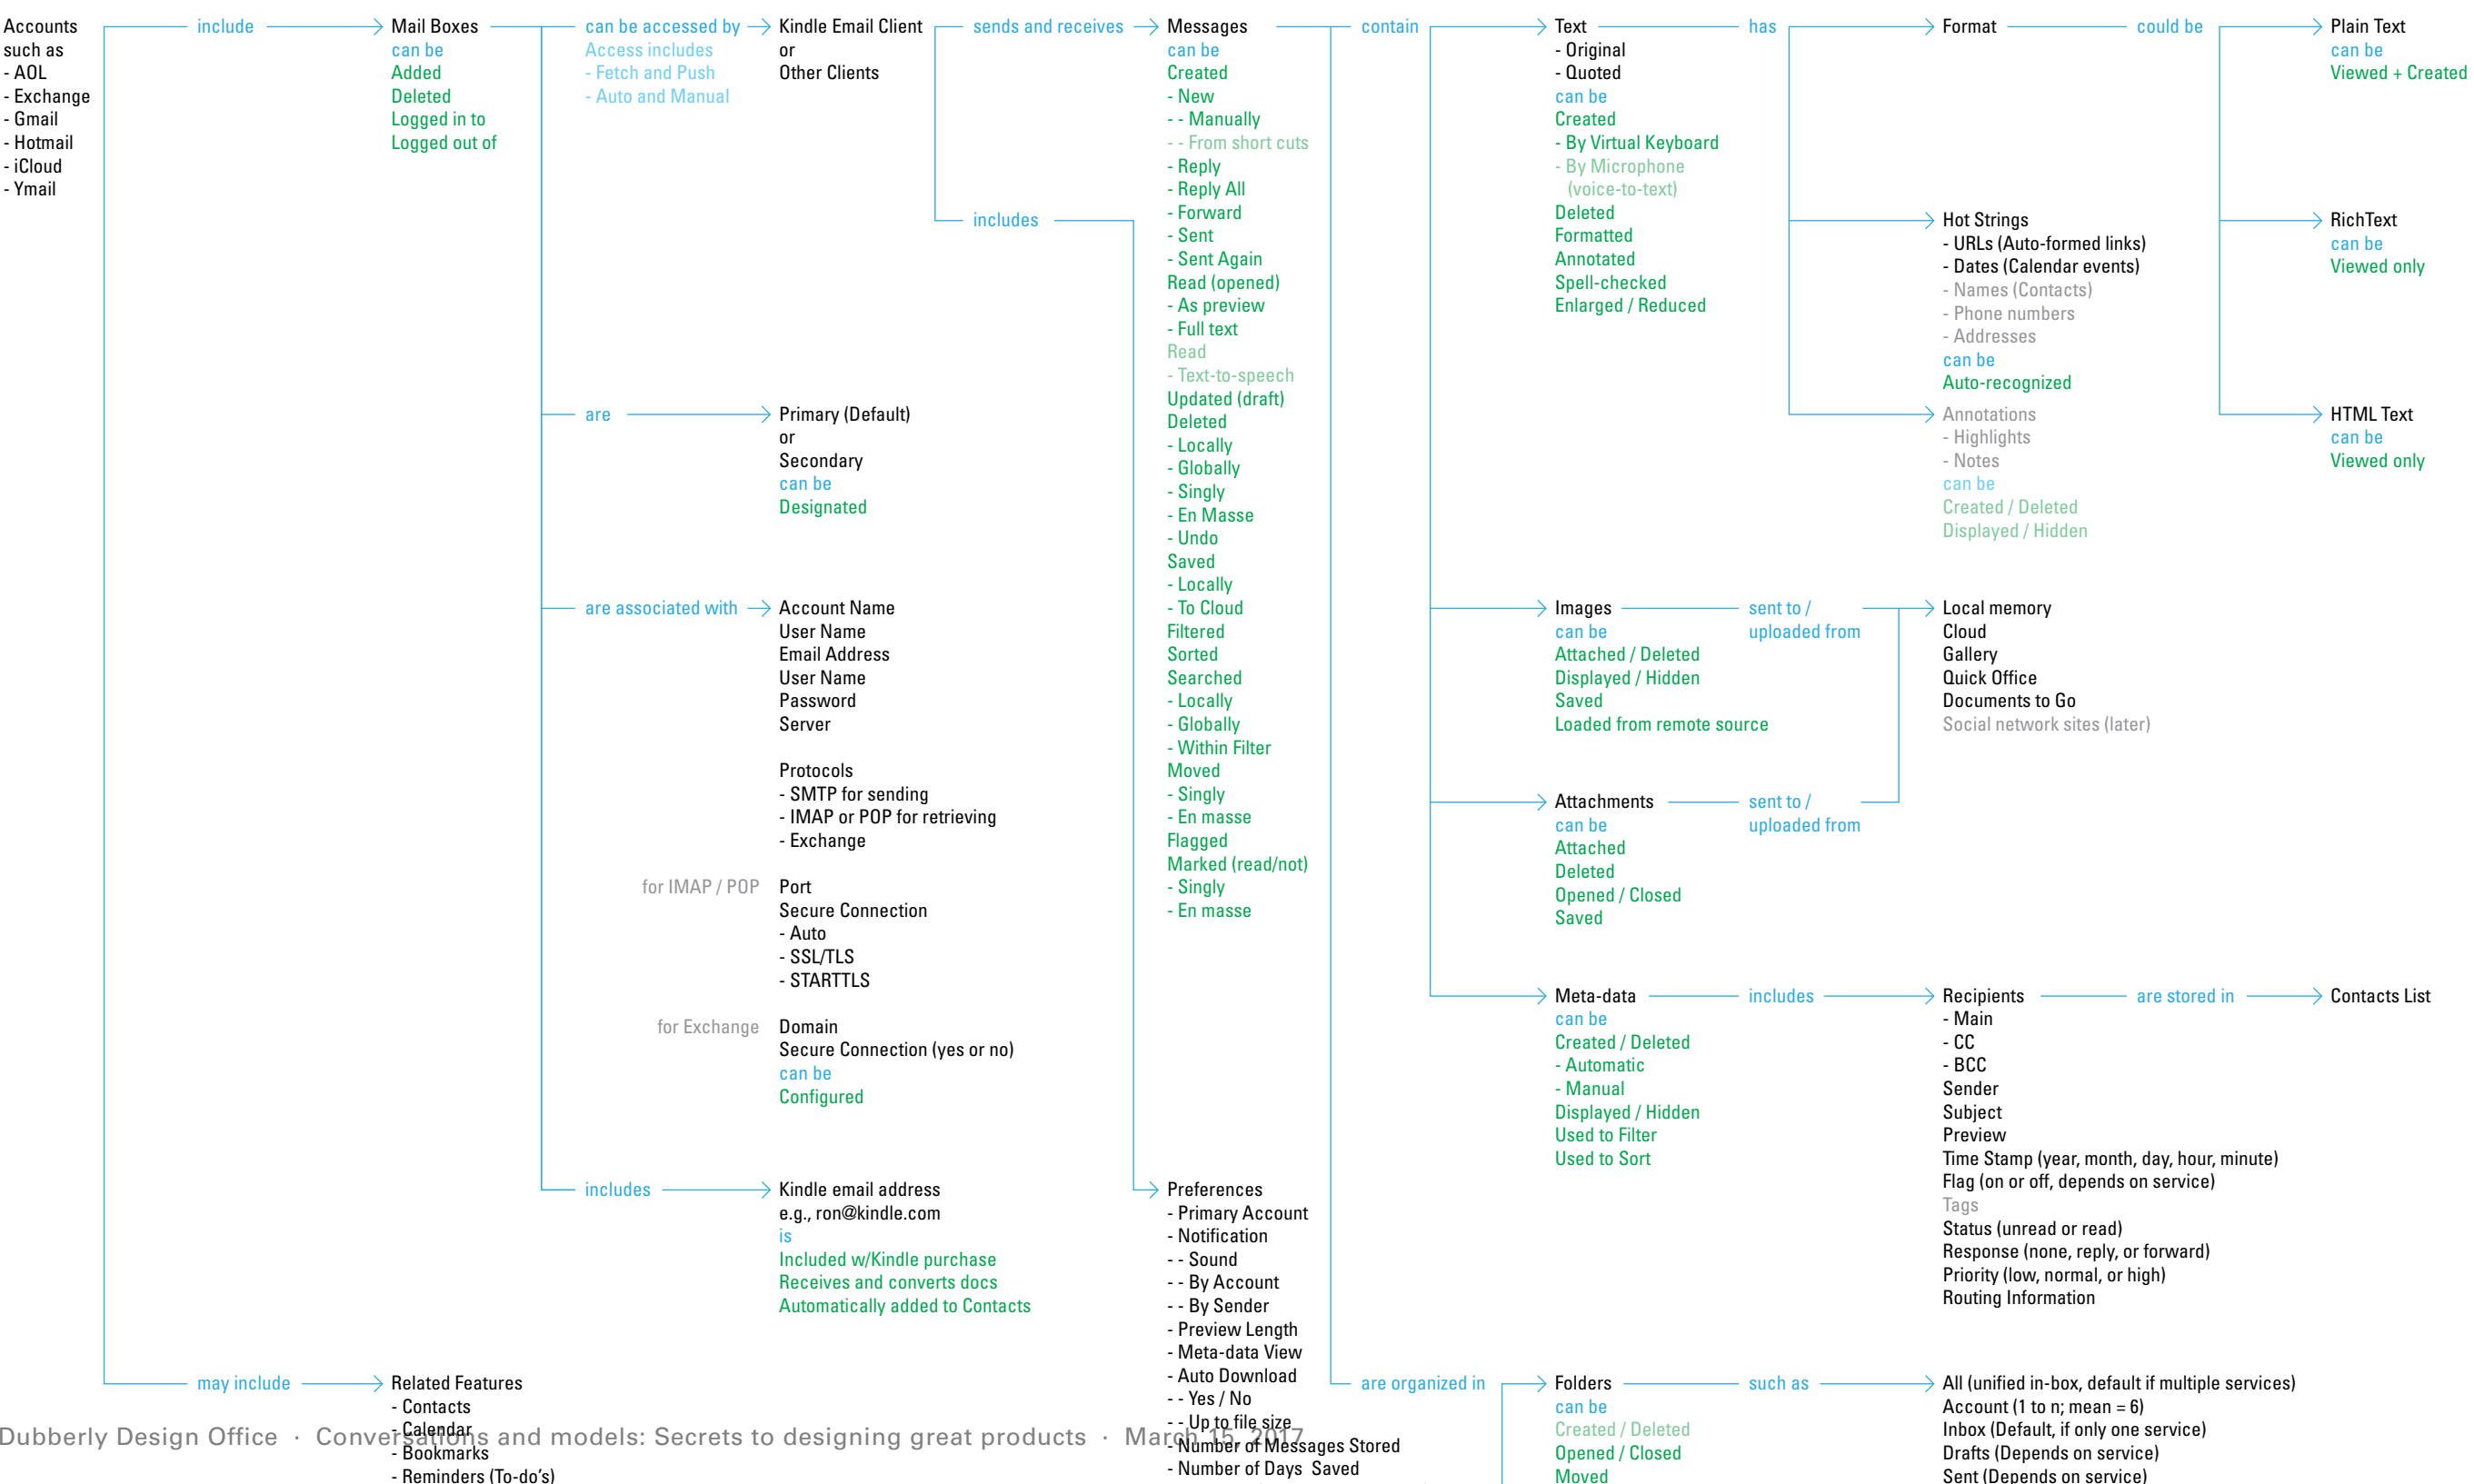 Accounts
such as
- AOL
- Exchange
- Gmail
- Hotmail
- iCloud
- Ymail
include
Mail Boxes
can be
Added
Deleted
Logged in to
Logged out of
can be accessed by
Access includes
- Fetch and Push
- Auto and Manual
Kindle Email Client
or
Other Clients
are
Primary (Default)
or
Secondary
can be
Designated
are associated with
Account Name
User Name
Email Address
User Name
Password
Server
Protocols
- SMTP for sending
- IMAP or POP for retrieving
- Exchange
for IMAP / POP
Port
Secure Connection
- Auto
- SSL/TLS
- STARTTLS
for Exchange
Domain
Secure Connection (yes or no)
can be
Configured
includes
Kindle email address
e.g., ron@kindle.com
is
Included w/Kindle purchase
Receives and converts docs
Automatically added to Contacts
may include
Related Features
- Contacts
- Calendar
- Bookmarks
- Reminders (To-do's)
sends and receives
Messages
can be
Created
- New
- - Manually
- - From short cuts
- Reply
- Reply All
- Forward
- Sent
- Sent Again
Read (opened)
- As preview
- Full text
Read
- Text-to-speech
Updated (draft)
Deleted
- Locally
- Globally
- Singly
- En Masse
- Undo
Saved
- Locally
- To Cloud
Filtered
Sorted
Searched
- Locally
- Globally
- Within Filter
Moved
- Singly
- En masse
Flagged
Marked (read/not)
- Singly
- En masse
includes
Preferences
- Primary Account
- Notification
- - Sound
- - By Account
- - By Sender
- Preview Length
- Meta-data View
- Auto Download
- - Yes / No
- - Up to file size
- Number of Messages Stored
- Number of Days Saved
contain
Text
- Original
- Quoted
can be
Created
- By Virtual Keyboard
- By Microphone
(voice-to-text)
Deleted
Formatted
Annotated
Spell-checked
Enlarged / Reduced
has
Format
could be
Plain Text
can be
Viewed + Created
RichText
can be
Viewed only
HTML Text
can be
Viewed only
Hot Strings
- URLs (Auto-formed links)
- Dates (Calendar events)
- Names (Contacts)
- Phone numbers
- Addresses
can be
Auto-recognized
Annotations
- Highlights
- Notes
can be
Created / Deleted
Displayed / Hidden
Images
can be
Attached / Deleted
Displayed / Hidden
Saved
Loaded from remote source
sent to /
uploaded from
Local memory
Cloud
Gallery
Quick Office
Documents to Go
Social network sites (later)
Attachments
can be
Attached
Deleted
Opened / Closed
Saved
sent to /
uploaded from
Meta-data
can be
Created / Deleted
- Automatic
- Manual
Displayed / Hidden
Used to Filter
Used to Sort
includes
Recipients
- Main
- CC
- BCC
Sender
Subject
Preview
Time Stamp (year, month, day, hour, minute)
Flag (on or off, depends on service)
Tags
Status (unread or read)
Response (none, reply, or forward)
Priority (low, normal, or high)
Routing Information
are stored in
Contacts List
are organized in
Folders
can be
Created / Deleted
Opened / Closed
Moved
such as
All (unified in-box, default if multiple services)
Account (1 to n; mean = 6)
Inbox (Default, if only one service)
Drafts (Depends on service)
Sent (Depends on service)
Dubberly Design Office · Conversations and models: Secrets to designing great products · March 15, 2017